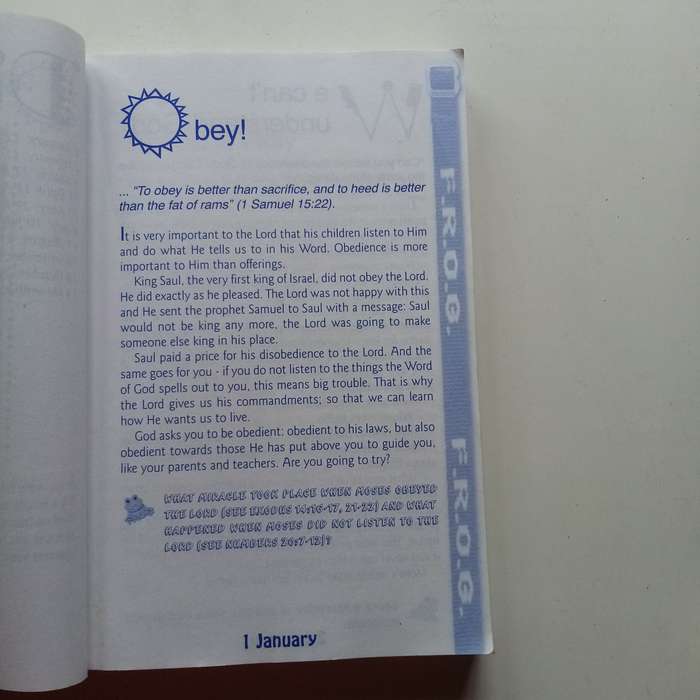 Obey!
... "To obey is better than sacrifice, and to heed is better
than the fat of rams" (1 Samuel 15:22).
It is very important to the Lord that his children listen to Him
and do what He tells us to in his Word. Obedience is more
important to Him than offerings.
King Saul, the very first king of Israel, did not obey the Lord.
He did exactly as he pleased. The Lord was not happy with this
and He sent the prophet Samuel to Saul with a message: Saul
would not be king any more, the Lord was going to make
someone else king in his place.
Saul paid a price for his disobedience to the Lord. And the
same goes for you - if you do not listen to the things the Word
of God spells out to you, this means big trouble. That is why
the Lord gives us his commandments; so that we can learn
how He wants us to live.
God asks you to be obedient: obedient to his laws, but also
obedient towards those He has put above you to guide you,
like your parents and teachers. Are you going to try?
WHAT MIRACLE TOOK PLACE WHEN MOSES OBEYED
THE LORD (SEE EXODUS 14:16-17, 21-22) AND WHAT
HAPPENED WHEN MOSES DID NOT LISTEN TO THE
LORD (SEE NUMBERS 20:7-12)?
1 January
F.R.O.G.
F.R.O.G.